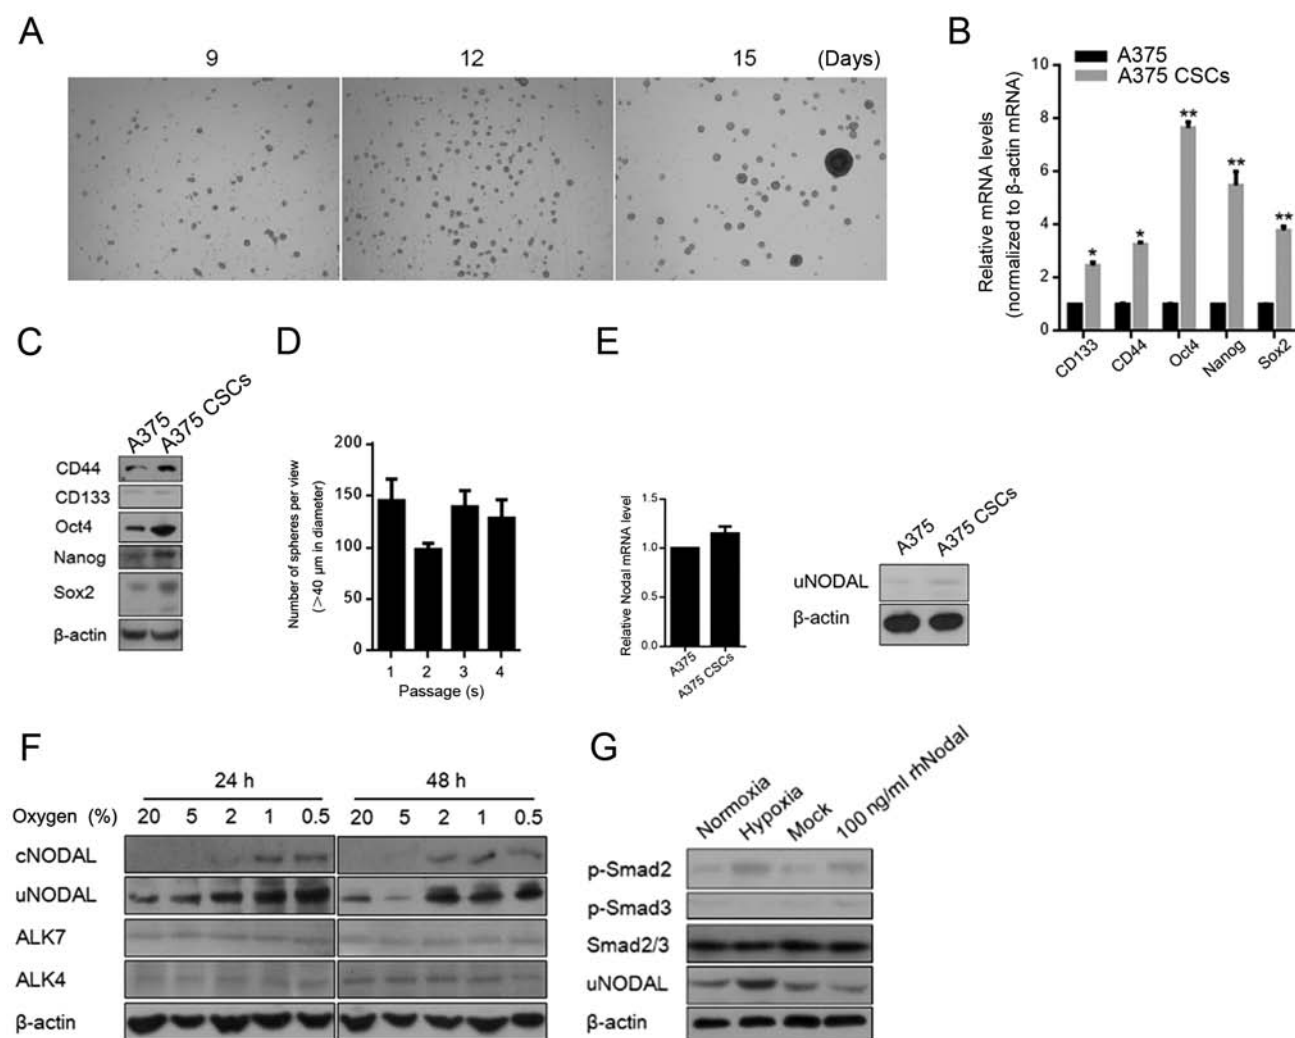 A
9 12 15 (Days)
B
A375
A375 CSCs
Relative mRNA levels
(normalized to β-actin mRNA)
10
8
6
4
2
0
* * ** ** **
CD133 CD44 Oct4 Nanog Sox2
C
A375 A375 CSCs
CD44
CD133
Oct4
Nanog
Sox2
β-actin
D
Number of spheres per view
(>40 μm in diameter)
200
150
100
50
0
1 2 3 4
Passage (s)
E
Relative Nodal mRNA level
1.5
1.0
0.5
0.0
A375 A375 CSCs
A375 A375 CSCs
uNODAL
β-actin
F
24 h 48 h
Oxygen (%) 20 5 2 1 0.5 20 5 2 1 0.5
cNODAL
uNODAL
ALK7
ALK4
β-actin
G
Normoxia Hypoxia Mock 100 ng/ml rhNodal
p-Smad2
p-Smad3
Smad2/3
uNODAL
β-actin